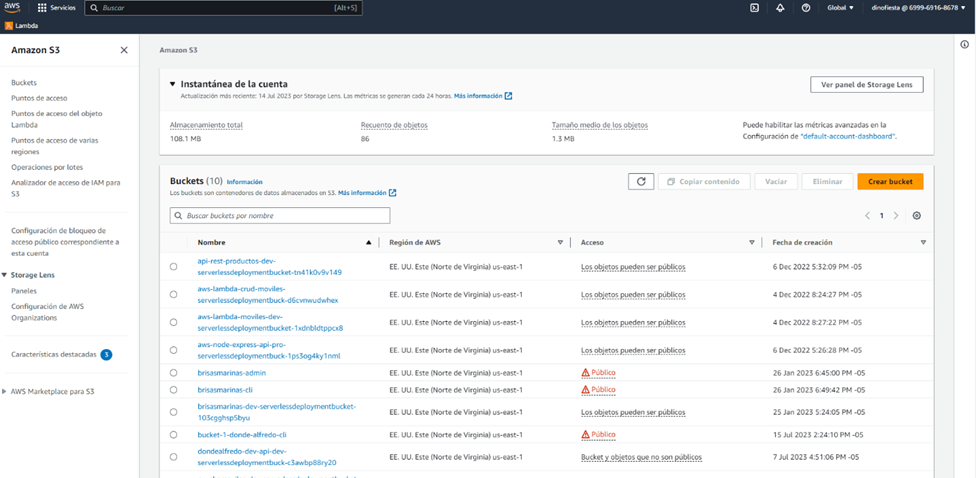 aws
Servicios
Buscar
[Alt+S]
Global
dinofiesta @ 6999-6916-8678
Lambda
Amazon S3
Buckets
Puntos de acceso
Puntos de acceso del objeto
Lambda
Puntos de acceso de varias
regiones
Operaciones por lotes
Analizador de acceso de IAM para
S3
Configuración de bloqueo de
acceso público correspondiente a
esta cuenta
Storage Lens
Paneles
Configuración de AWS
Organizations
Características destacadas 3
AWS Marketplace para S3
Amazon S3
Instantánea de la cuenta
Actualización más reciente: 14 Jul 2023 por Storage Lens. Las métricas se generan cada 24 horas. Más información
Ver panel de Storage Lens
Almacenamiento total
108.1 MB
Recuento de objetos
86
Tamaño medio de los objetos
1.3 MB
Puede habilitar las métricas avanzadas en la
Configuración de "default-account-dashboard".
Buckets (10) Información
Los buckets son contenedores de datos almacenados en S3. Más información
Copiar contenido
Vaciar
Eliminar
Crear bucket
Buscar buckets por nombre
1
Nombre
Región de AWS
Acceso
Fecha de creación
api-rest-productos-dev-
serverlessdeploymentbucket-tn41k0v9v149
EE. UU. Este (Norte de Virginia) us-east-1
Los objetos pueden ser públicos
6 Dec 2022 5:32:09 PM -05
aws-lambda-crud-moviles-
serverlessdeploymentbuck-d6cvnwudwhex
EE. UU. Este (Norte de Virginia) us-east-1
Los objetos pueden ser públicos
4 Dec 2022 8:24:27 PM -05
aws-lambda-moviles-dev-
serverlessdeploymentbucket-1xdnbldtppcx8
EE. UU. Este (Norte de Virginia) us-east-1
Los objetos pueden ser públicos
4 Dec 2022 8:27:22 PM -05
aws-node-express-api-pro-
serverlessdeploymentbuck-1ps3og4ky1nml
EE. UU. Este (Norte de Virginia) us-east-1
Los objetos pueden ser públicos
6 Dec 2022 5:26:28 PM -05
brisasmarinas-admin
EE. UU. Este (Norte de Virginia) us-east-1
Público
26 Jan 2023 6:45:00 PM -05
brisasmarinas-cli
EE. UU. Este (Norte de Virginia) us-east-1
Público
26 Jan 2023 6:49:42 PM -05
brisasmarinas-dev-serverlessdeploymentbucket-
103cgghsp5byu
EE. UU. Este (Norte de Virginia) us-east-1
Los objetos pueden ser públicos
25 Jan 2023 5:24:05 PM -05
bucket-1-donde-alfredo-cli
EE. UU. Este (Norte de Virginia) us-east-1
Público
15 Jul 2023 2:24:10 PM -05
dondealfredo-dev-api-dev-
serverlessdeploymentbuck-c3awbp88ry20
EE. UU. Este (Norte de Virginia) us-east-1
Bucket y objetos que no son públicos
7 Jul 2023 4:51:06 PM -05